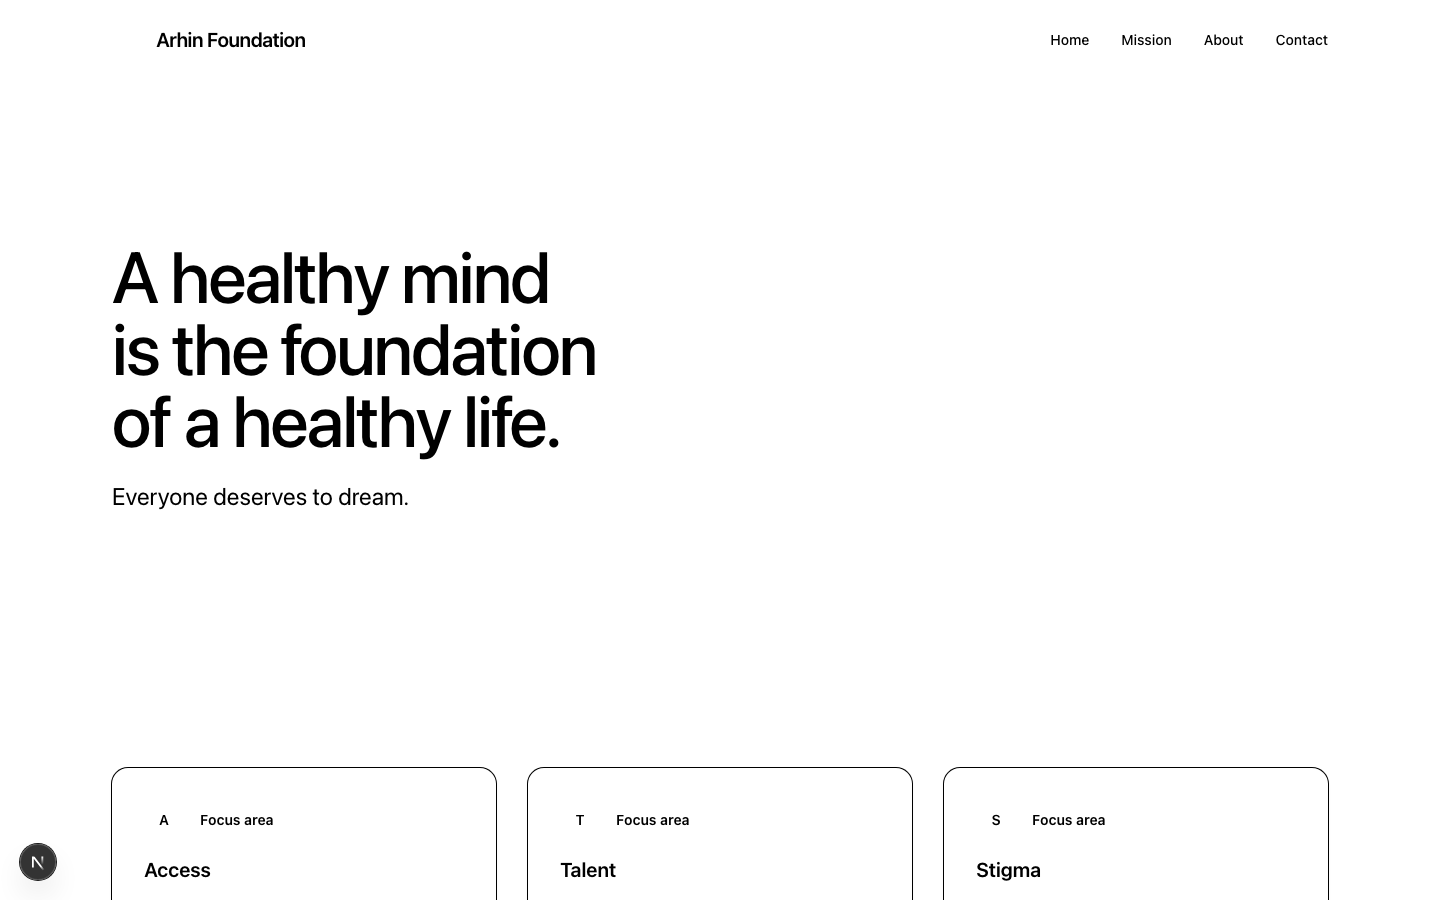 Arhin Foundation
Home Mission About Contact
A healthy mind
is the foundation
of a healthy life.
Everyone deserves to dream.
A Focus area
Access
T Focus area
Talent
S Focus area
Stigma
N